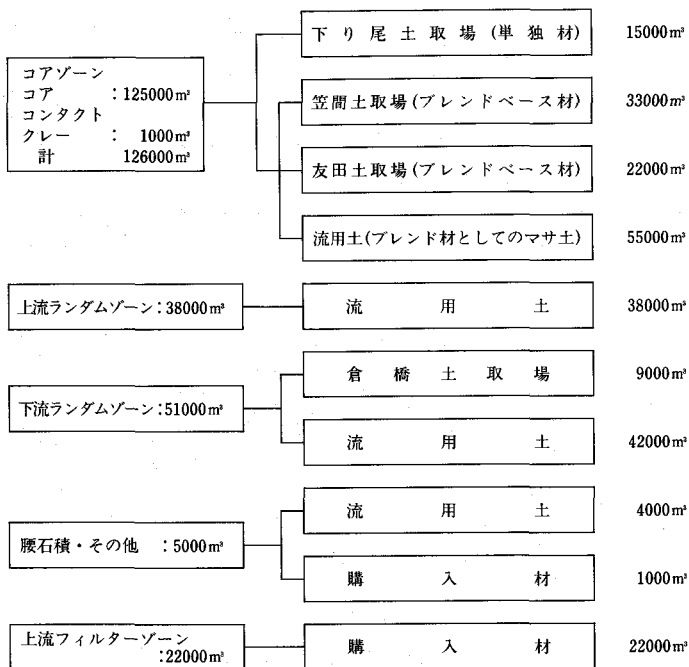 コアゾーン
コア :125000m³
コンタクト
クレー : 1000m³
計 126000m³
下り尾土取場(単独材) 15000m³
笠間土取場(ブレンドベース材) 33000m³
友田土取場(ブレンドベース材) 22000m³
流用土(ブレンド材としてのマサ土) 55000m³
上流ランダムゾーン:38000m³
流用土 38000m³
下流ランダムゾーン:51000m³
倉橋土取場 9000m³
流用土 42000m³
腰石積・その他 :5000m³
流用土 4000m³
購入材 1000m³
上流フィルターゾーン
:22000m³
購入材 22000m³